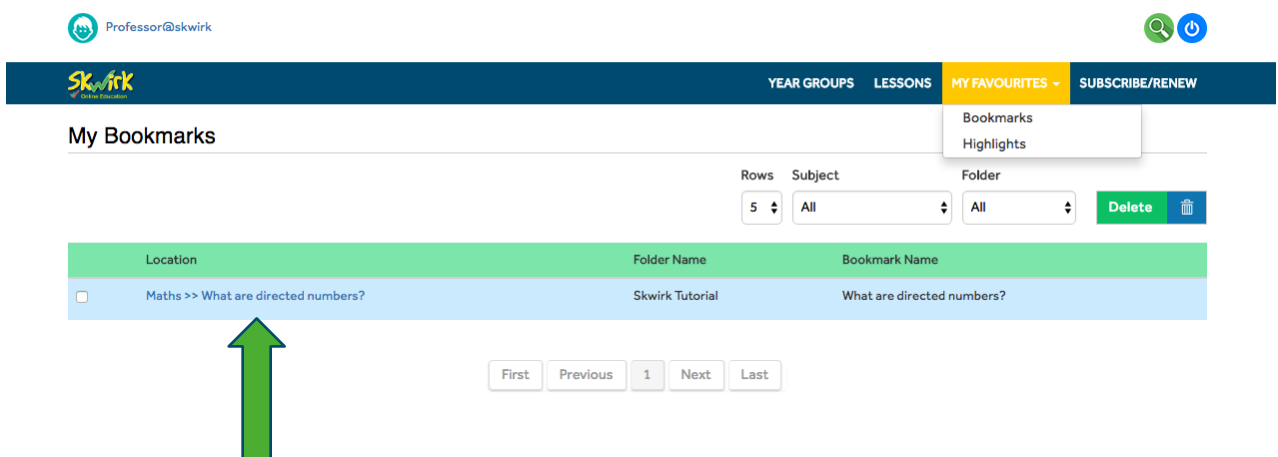 Professor@skwirk
Skwirk
Online Education
YEAR GROUPS LESSONS MY FAVOURITES SUBSCRIBE/RENEW
Bookmarks
Highlights
My Bookmarks
Rows Subject Folder
5 All All Delete
Location Folder Name Bookmark Name
Maths >> What are directed numbers? Skwirk Tutorial What are directed numbers?
First Previous 1 Next Last